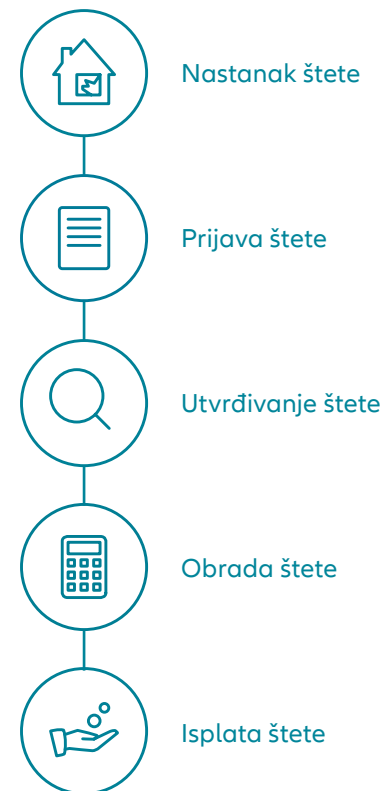 Nastanak štete
Prijava štete
Utvrđivanje štete
Obrada štete
Isplata štete